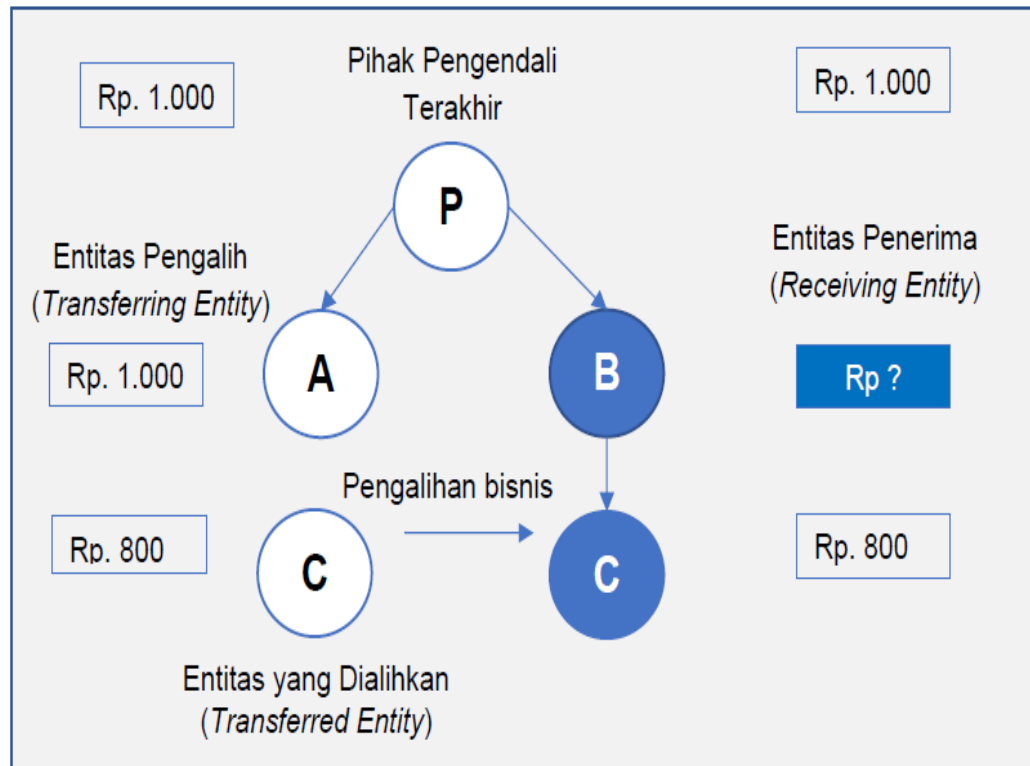 Pihak Pengendali
Terakhir
Rp. 1.000
Rp. 1.000
P
Entitas Pengalih
(Transferring Entity)
Entitas Penerima
(Receiving Entity)
Rp. 1.000
A
B
Rp ?
Pengalihan bisnis
Rp. 800
C
C
Rp. 800
Entitas yang Dialihkan
(Transferred Entity)